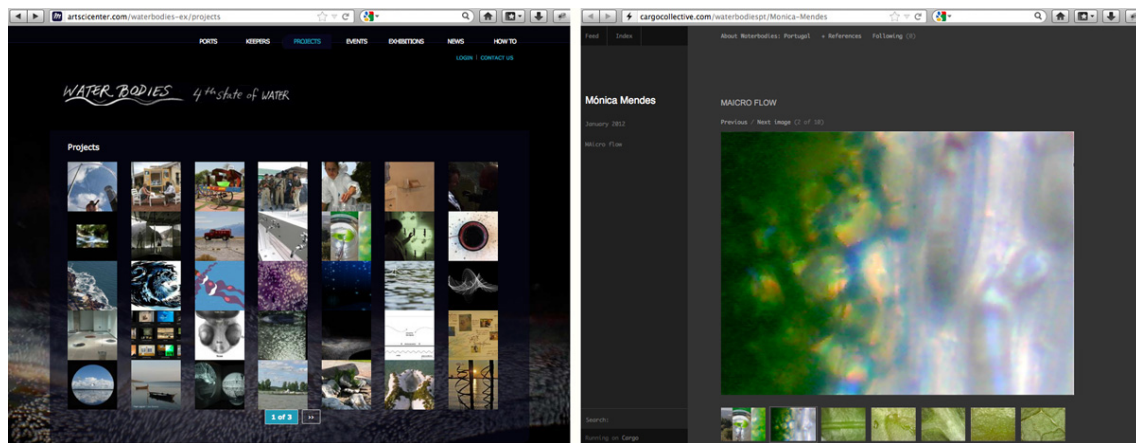 artscicenter.com/waterbodies-ex/projects
PORTS KEEPERS PROJECTS EVENTS EXHIBITIONS NEWS HOW TO
LOGIN | CONTACT US
WATER BODIES 4th state of WATER
Projects
1 of 3 »
cargocollective.com/waterbodiespt/Monica-Mendes
Feed Index
About Waterbodies: Portugal + References Following (0)
Mónica Mendes
January 2012
Máicro flow
MAICRO FLOW
Previous / Next image (2 of 10)
Search:
Running on Cargo